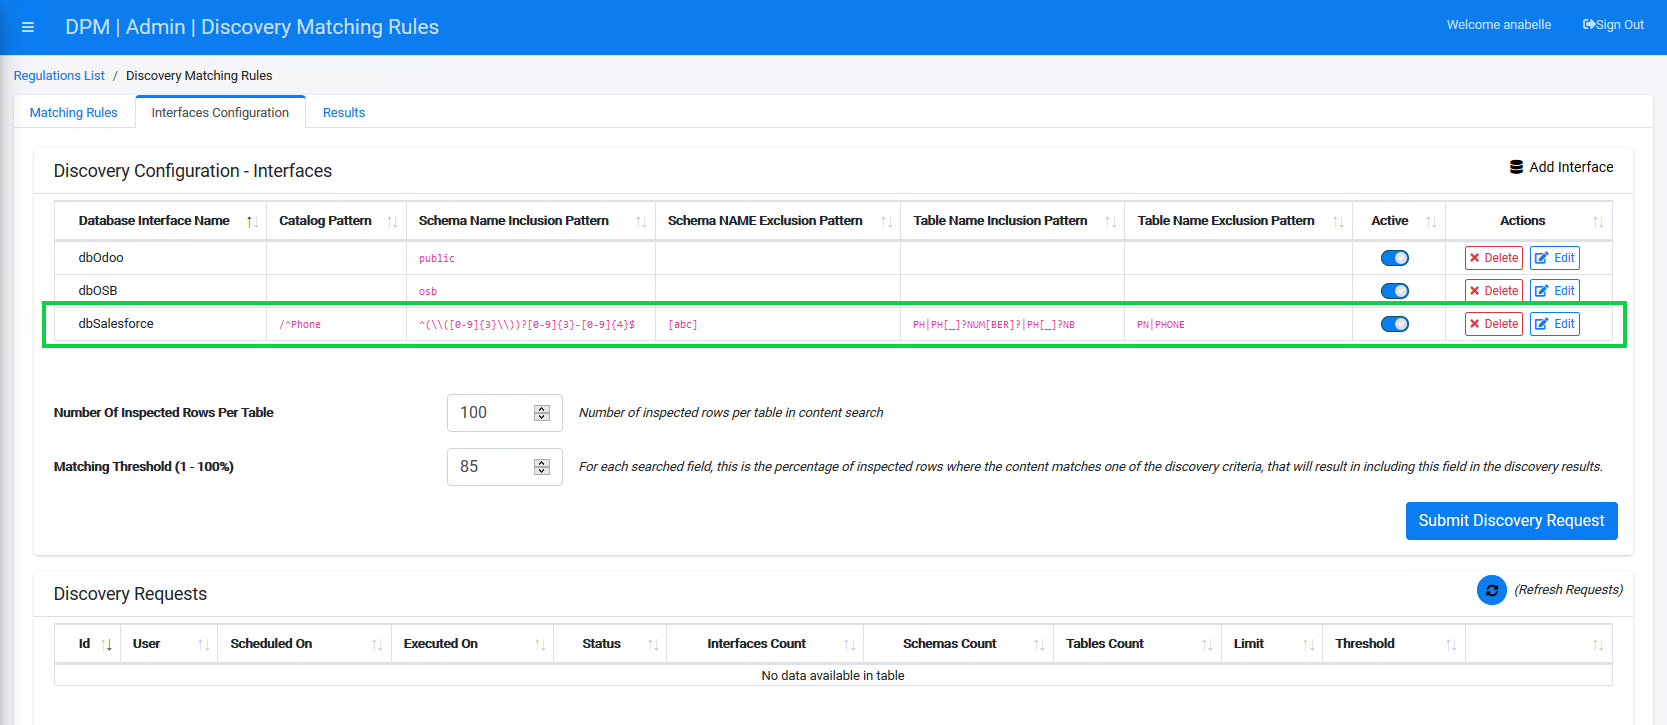 DPM | Admin | Discovery Matching Rules
Welcome anabelle
Sign Out
Regulations List / Discovery Matching Rules
Matching Rules
Interfaces Configuration
Results
Discovery Configuration - Interfaces
Add Interface
Database Interface Name Catalog Pattern Schema Name Inclusion Pattern Schema NAME Exclusion Pattern Table Name Inclusion Pattern Table Name Exclusion Pattern Active Actions
dbOdoo public Delete Edit
dbOSB osb Delete Edit
dbSalesforce /^Phone ^(\\([0-9]{3}\\))?[0-9]{3}-[0-9]{4}$ [abc] PH|PH[_]?NUM[BER]?|PH[_]?NB PN|PHONE Delete Edit
Number Of Inspected Rows Per Table 100 Number of inspected rows per table in content search
Matching Threshold (1 - 100%) 85 For each searched field, this is the percentage of inspected rows where the content matches one of the discovery criteria, that will result in including this field in the discovery results.
Submit Discovery Request
Discovery Requests
(Refresh Requests)
Id User Scheduled On Executed On Status Interfaces Count Schemas Count Tables Count Limit Threshold
No data available in table